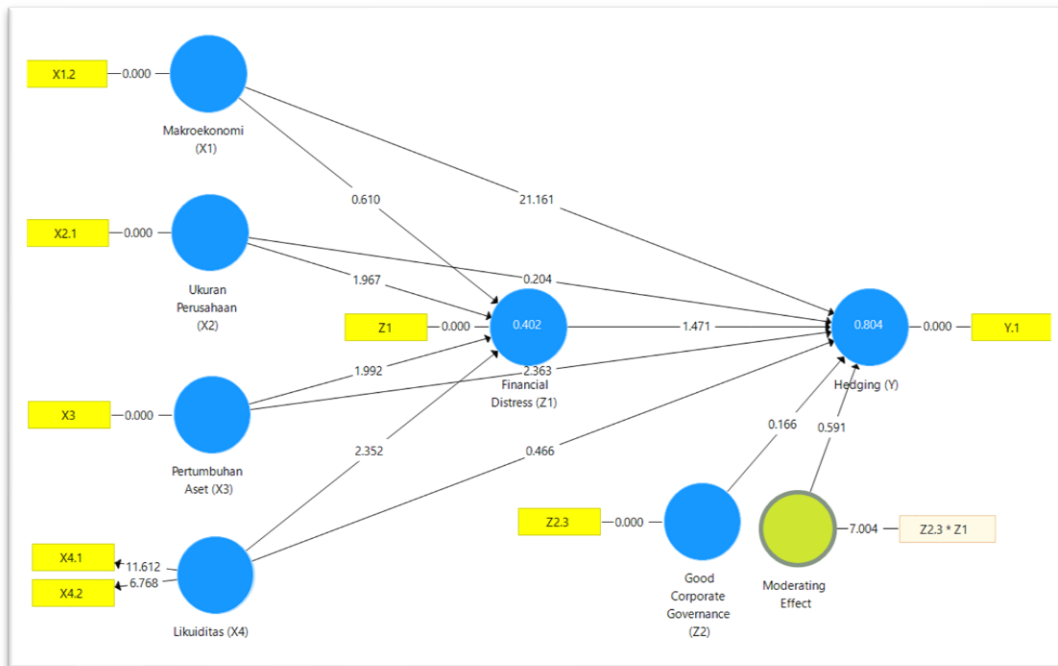 X1.2
0.000
Makroekonomi
(X1)
0.610
21.161
X2.1
0.000
Ukuran
Perusahaan
(X2)
1.967
0.204
Z1
0.000
0.402
1.471
0.804
0.000
Y.1
Financial
Distress (Z1)
Hedging (Y)
1.992
2.363
X3
0.000
Pertumbuhan
Aset (X3)
2.352
0.466
0.166
0.591
Z2.3
0.000
7.004
Z2.3 * Z1
X4.1
11.612
X4.2
6.768
Likuiditas (X4)
Good
Corporate
Governance
(Z2)
Moderating
Effect